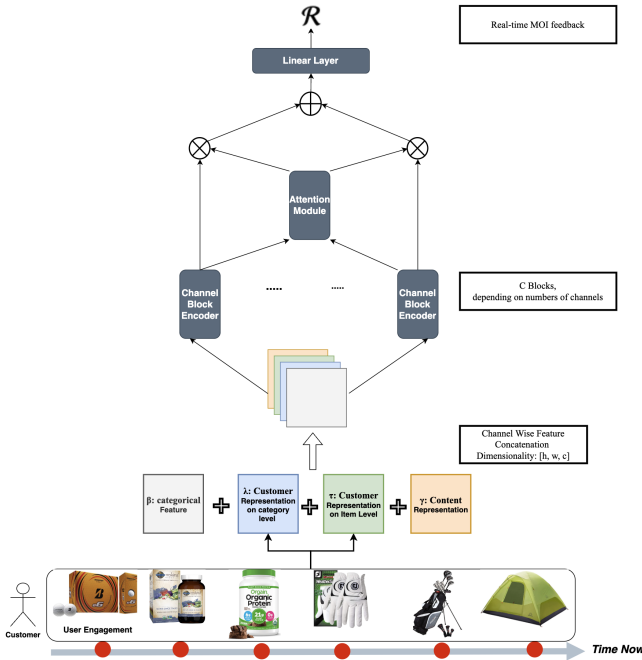 R
Real-time MOI feedback
Linear Layer
Attention
Module
Channel
Block
Encoder
.....
.....
Channel
Block
Encoder
C Blocks,
depending on numbers of channels
Channel Wise Feature
Concatenation
Dimensionality: [h, w, c]
β: categorical
Feature
λ: Customer
Representation
on category
level
τ: Customer
Representation
on Item Level
γ: Content
Representation
Orgain
Organic
Protein
21g
Customer
User Engagement
Time Now